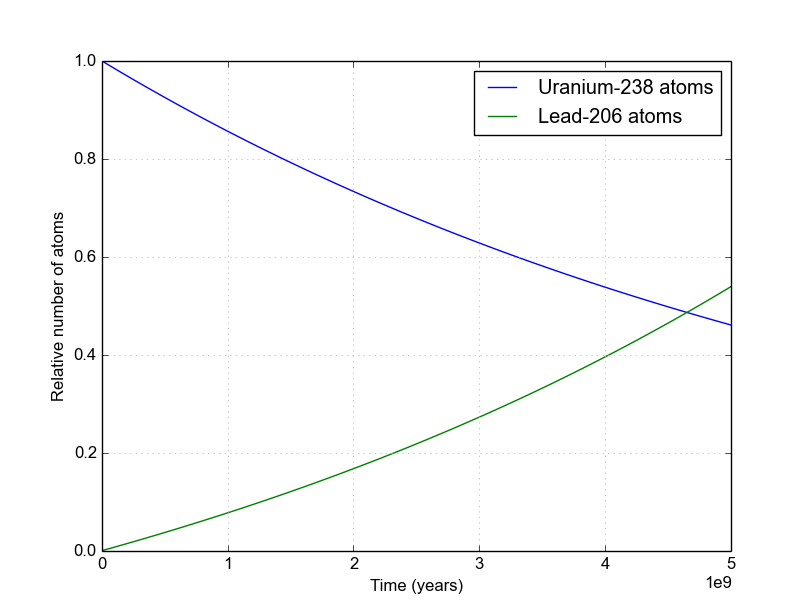 1.0
0.8
0.6
0.4
0.2
0.0
Relative number of atoms
Uranium-238 atoms
Lead-206 atoms
0 1 2 3 4 5
1e9
Time (years)